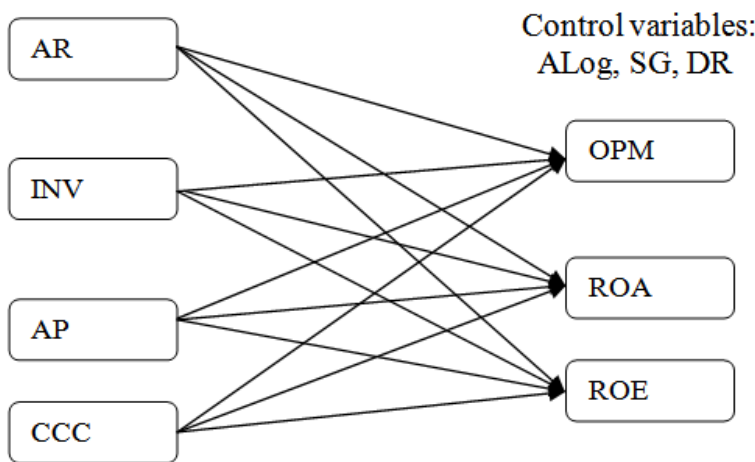 Control variables:
ALog, SG, DR
AR
INV
AP
CCC
OPM
ROA
ROE